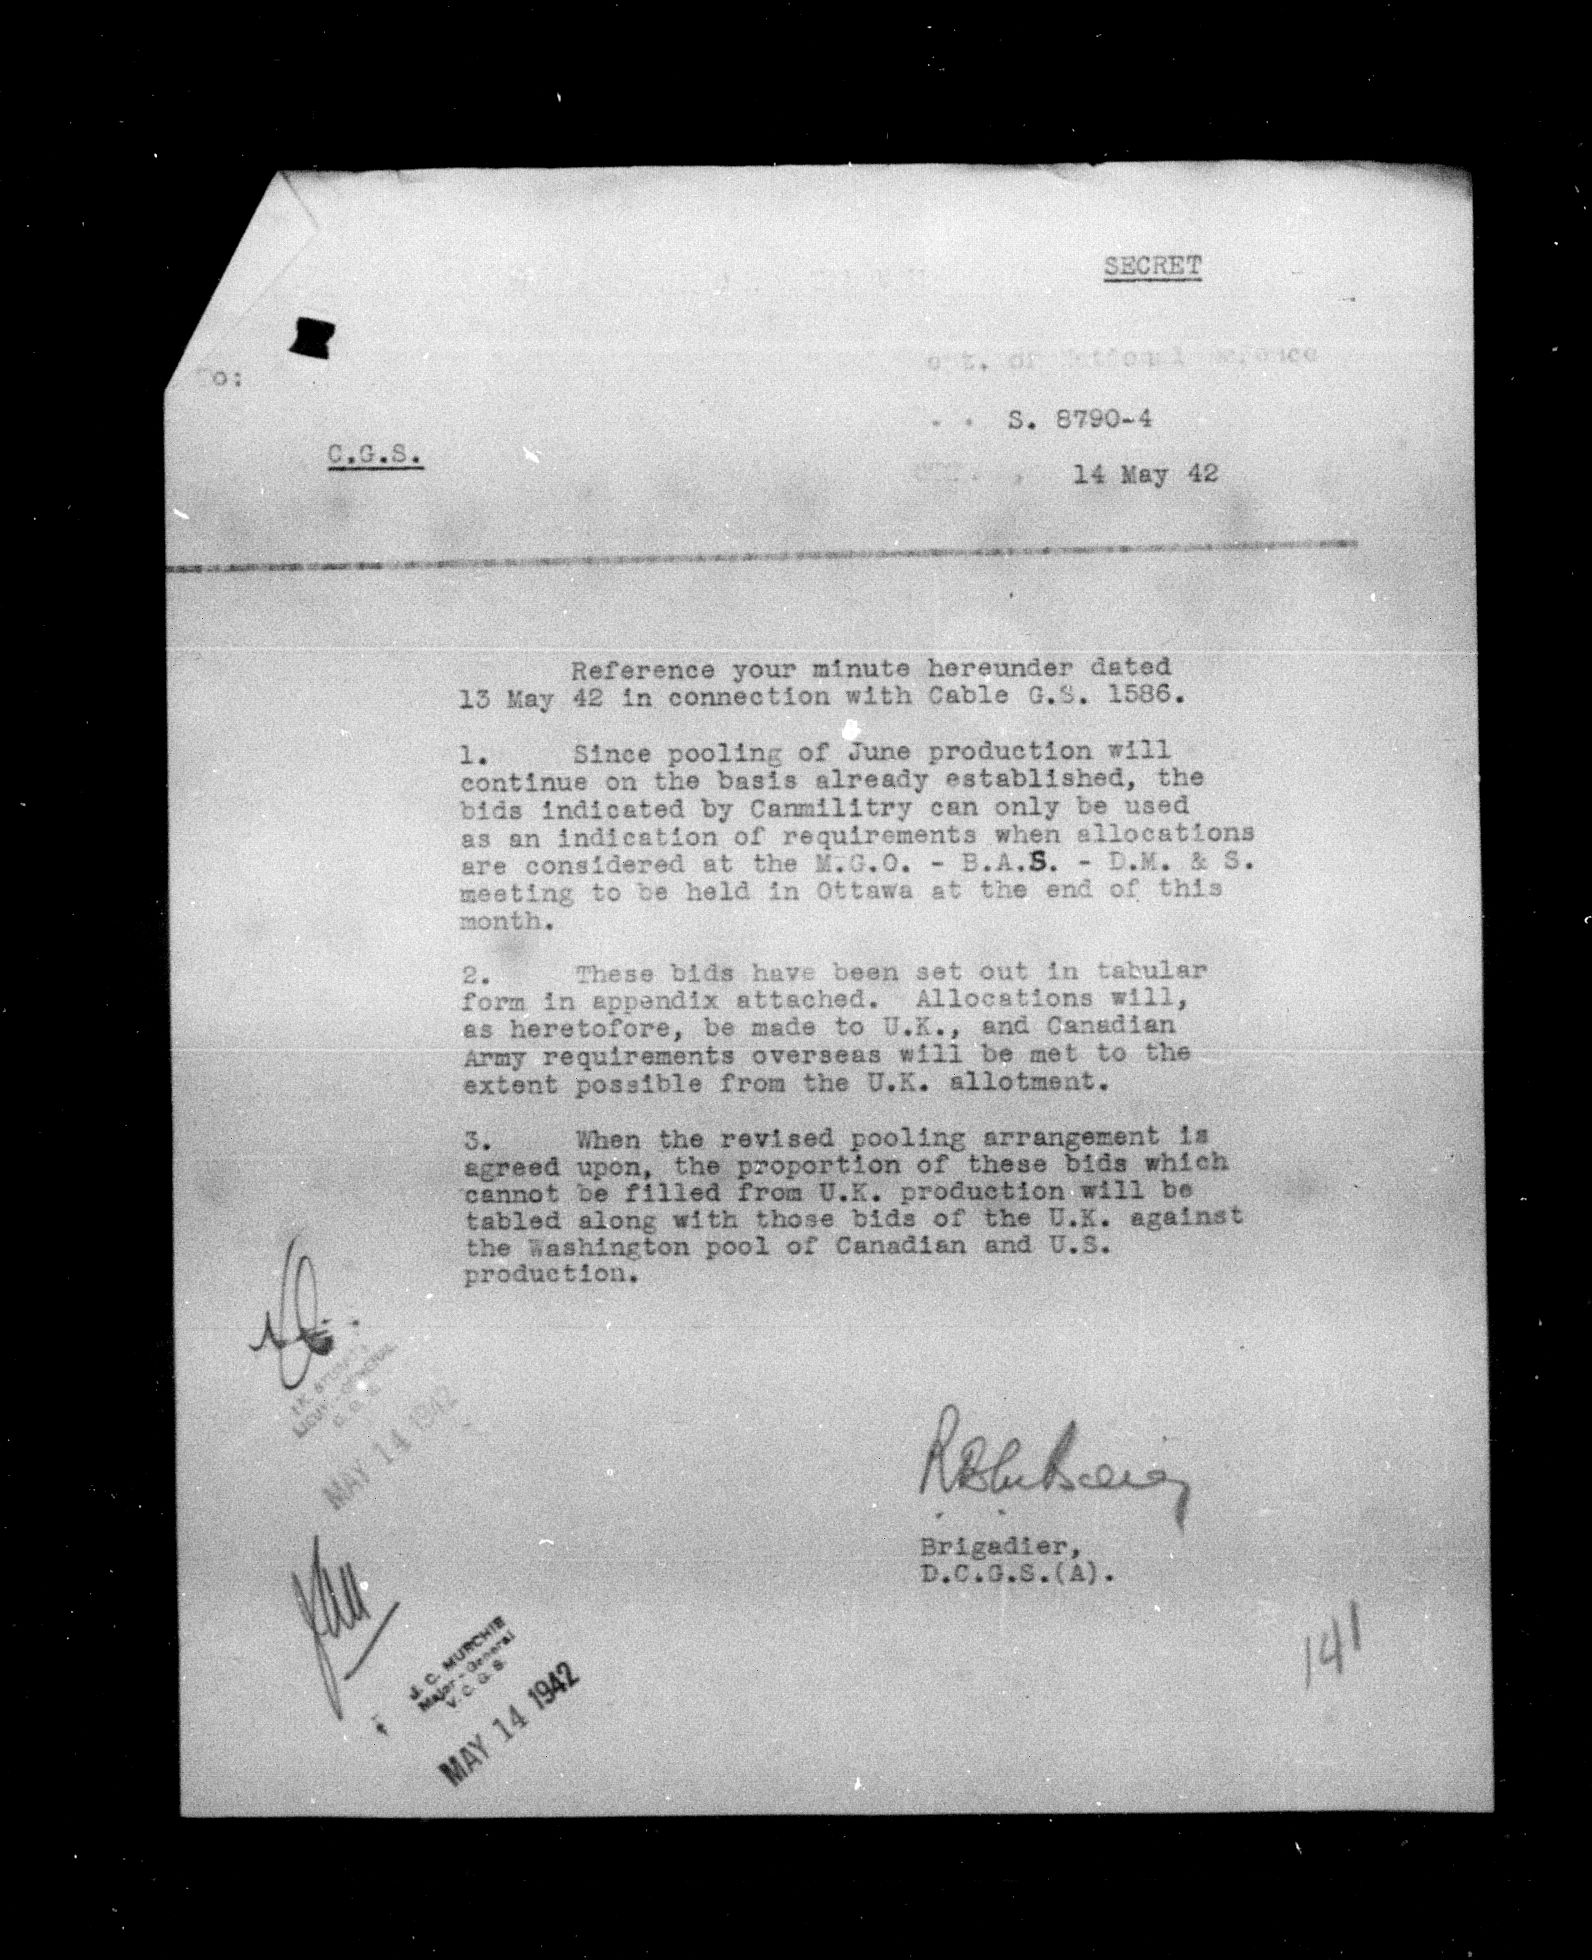 SECRET
of National Defence
To:
S. 8790-4
C.G.S.
14 May 42
Reference your minute hereunder dated
13 May 42 in connection with Cable G.S. 1586.
1. Since pooling of June production will
continue on the basis already established, the
bids indicated by Canmilitry can only be used
as an indication of requirements when allocations
are considered at the M.G.O. - B.A.S. - D.M. & S.
meeting to be held in Ottawa at the end of this
month.
2. These bids have been set out in tabular
form in appendix attached. Allocations will,
as heretofore, be made to U.K., and Canadian
Army requirements overseas will be met to the
extent possible from the U.K. allotment.
3. When the revised pooling arrangement is
agreed upon, the proportion of these bids which
cannot be filled from U.K. production will be
tabled along with those bids of the U.K. against
the Washington pool of Canadian and U.S.
production.
LIEUT-GENERAL
C.G.S.
MAY 14 1942
Brigadier,
D.C.G.S.(A).
J. C. MURCHIE
Major-General
V. C. G. S.
MAY 14 1942
141